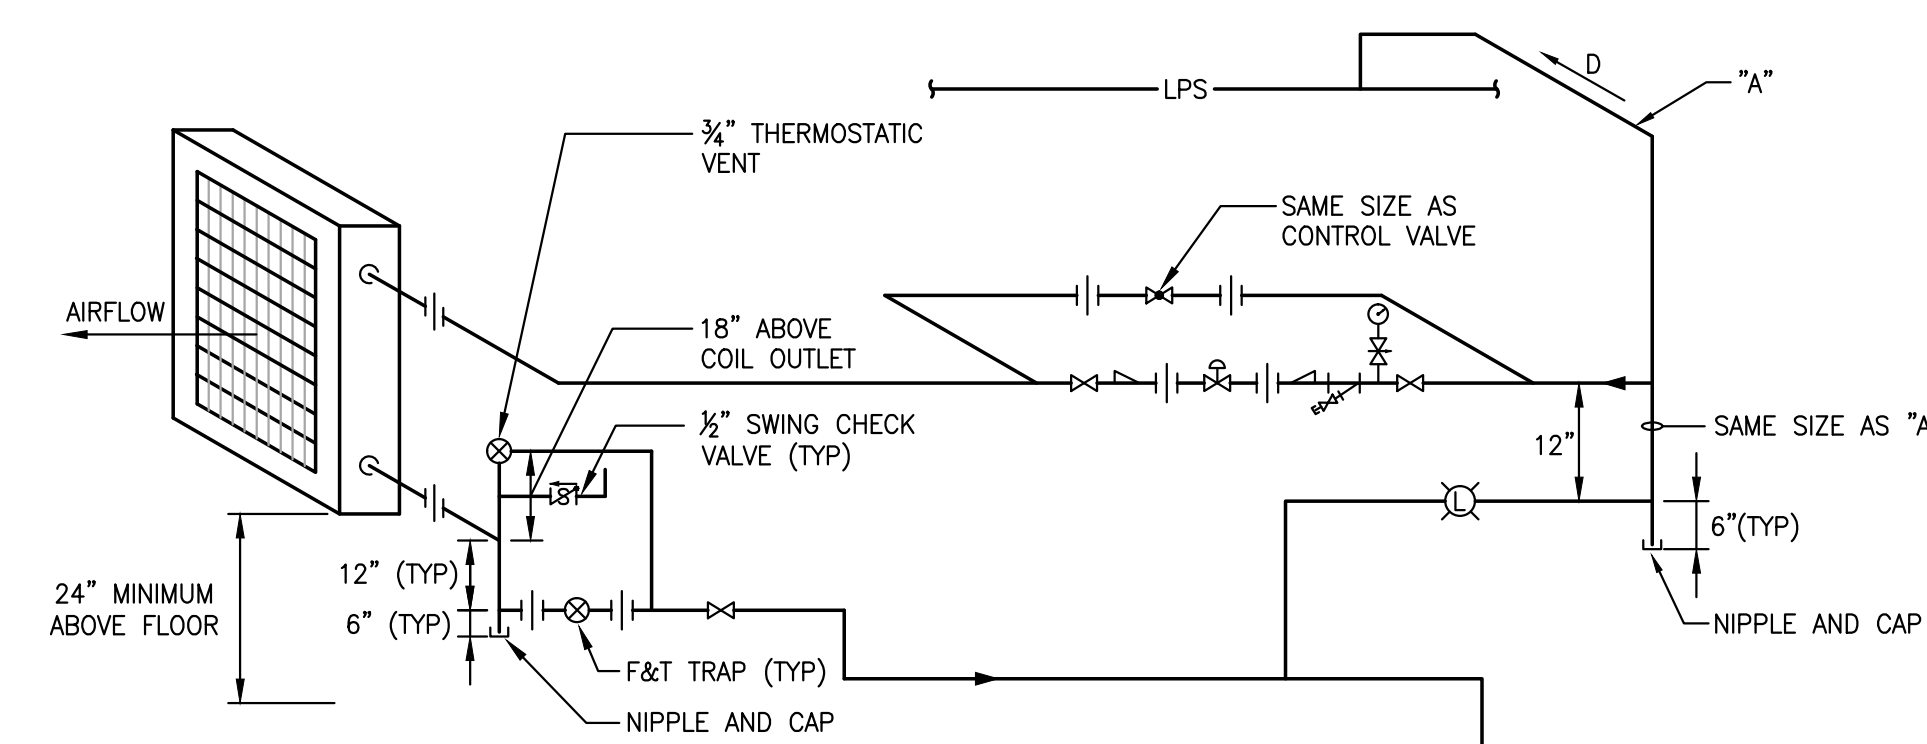 D
"A"
LPS
¾" THERMOSTATIC
VENT
SAME SIZE AS
CONTROL VALVE
AIRFLOW
18" ABOVE
COIL OUTLET
½" SWING CHECK
VALVE (TYP)
S
12"
SAME SIZE AS "A
L
6"(TYP)
12" (TYP)
24" MINIMUM
ABOVE FLOOR
6" (TYP)
NIPPLE AND CAP
F&T TRAP (TYP)
NIPPLE AND CAP